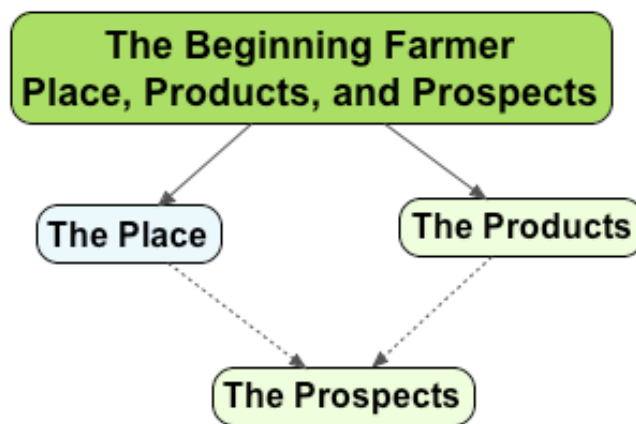 The Beginning Farmer
Place, Products, and Prospects
The Place
The Products
The Prospects